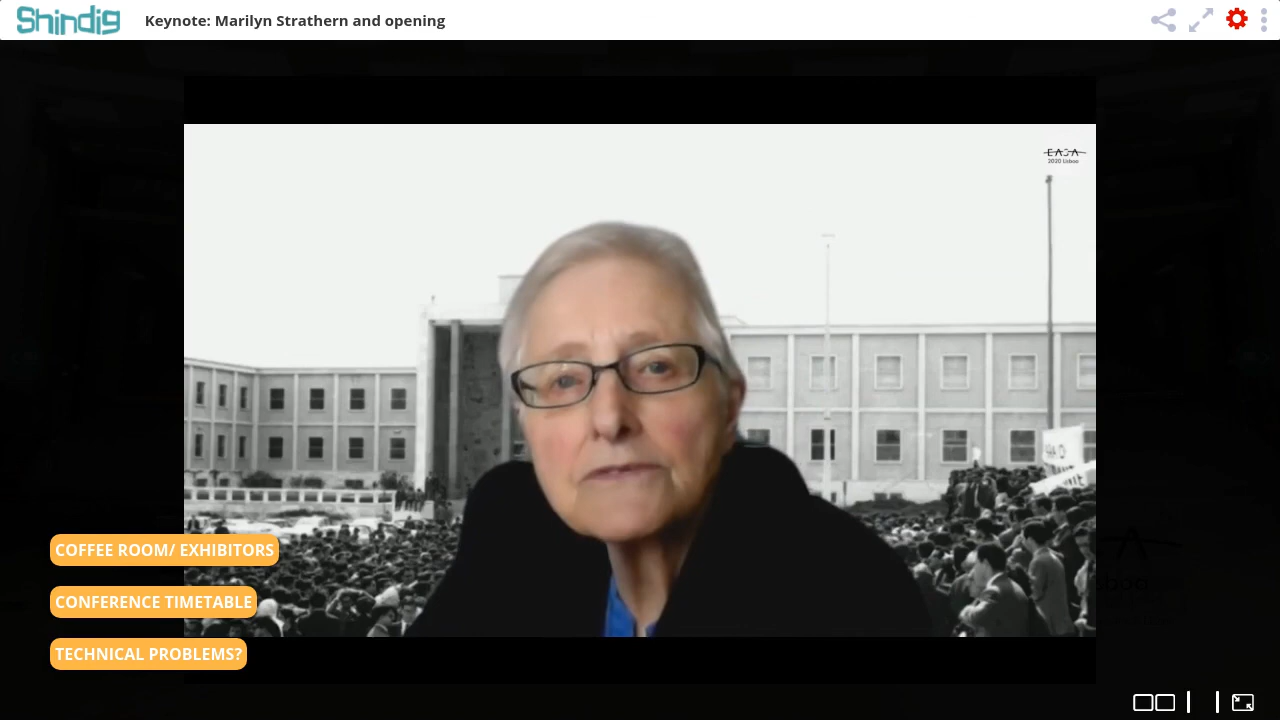 Shindig
Keynote: Marilyn Strathern and opening
EASA
2020 Lisboa
COFFEE ROOM/ EXHIBITORS
CONFERENCE TIMETABLE
TECHNICAL PROBLEMS?